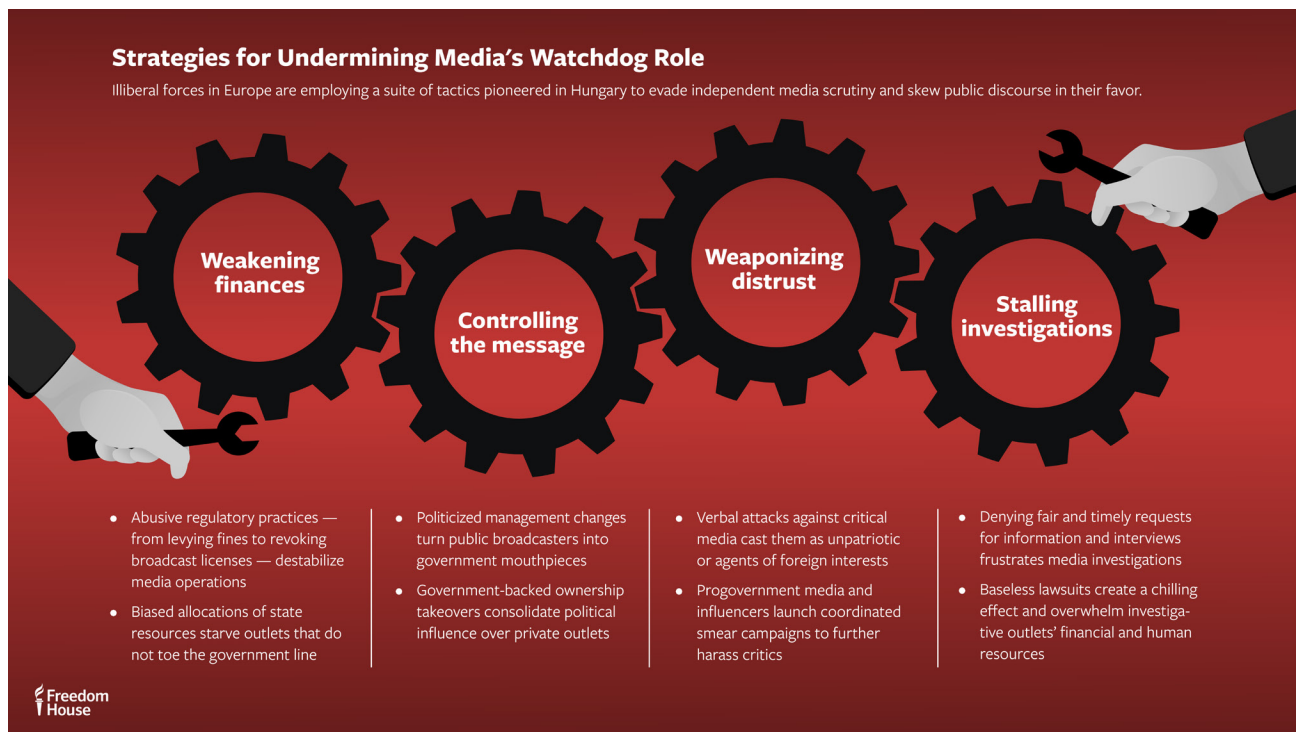 Strategies for Undermining Media's Watchdog Role
Illiberal forces in Europe are employing a suite of tactics pioneered in Hungary to evade independent media scrutiny and skew public discourse in their favor.
Weakening
finances
Controlling
the message
Weaponizing
distrust
Stalling
investigations
● Abusive regulatory practices —
from levying fines to revoking
broadcast licenses — destabilize
media operations
● Biased allocations of state
resources starve outlets that do
not toe the government line
● Politicized management changes
turn public broadcasters into
government mouthpieces
● Government-backed ownership
takeovers consolidate political
influence over private outlets
● Verbal attacks against critical
media cast them as unpatriotic
or agents of foreign interests
● Progovernment media and
influencers launch coordinated
smear campaigns to further
harass critics
● Denying fair and timely requests
for information and interviews
frustrates media investigations
● Baseless lawsuits create a chilling
effect and overwhelm investiga-
tive outlets' financial and human
resources
Freedom
House